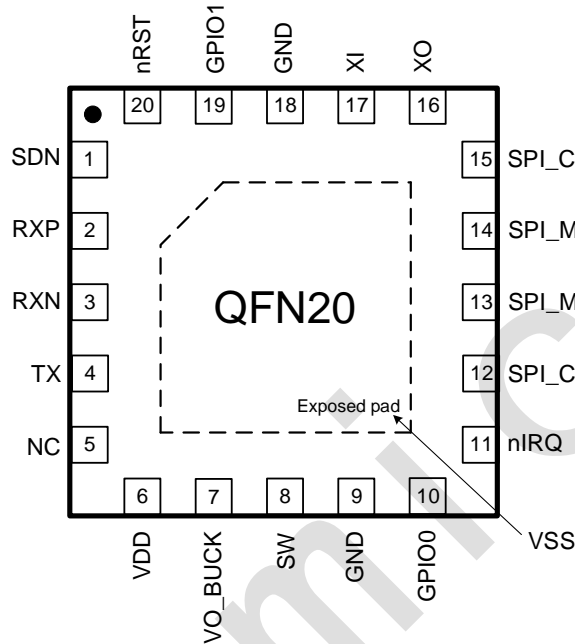 nRST GPIO1 GND XI XO
20 19 18 17 16
SDN 1 15 SPI_C
RXP 2 14 SPI_M
RXN 3 13 SPI_M
TX 4 12 SPI_C
NC 5 11 nIRQ
QFN20
Exposed pad
6 7 8 9 10
VDD VO_BUCK SW GND GPIO0
VSS